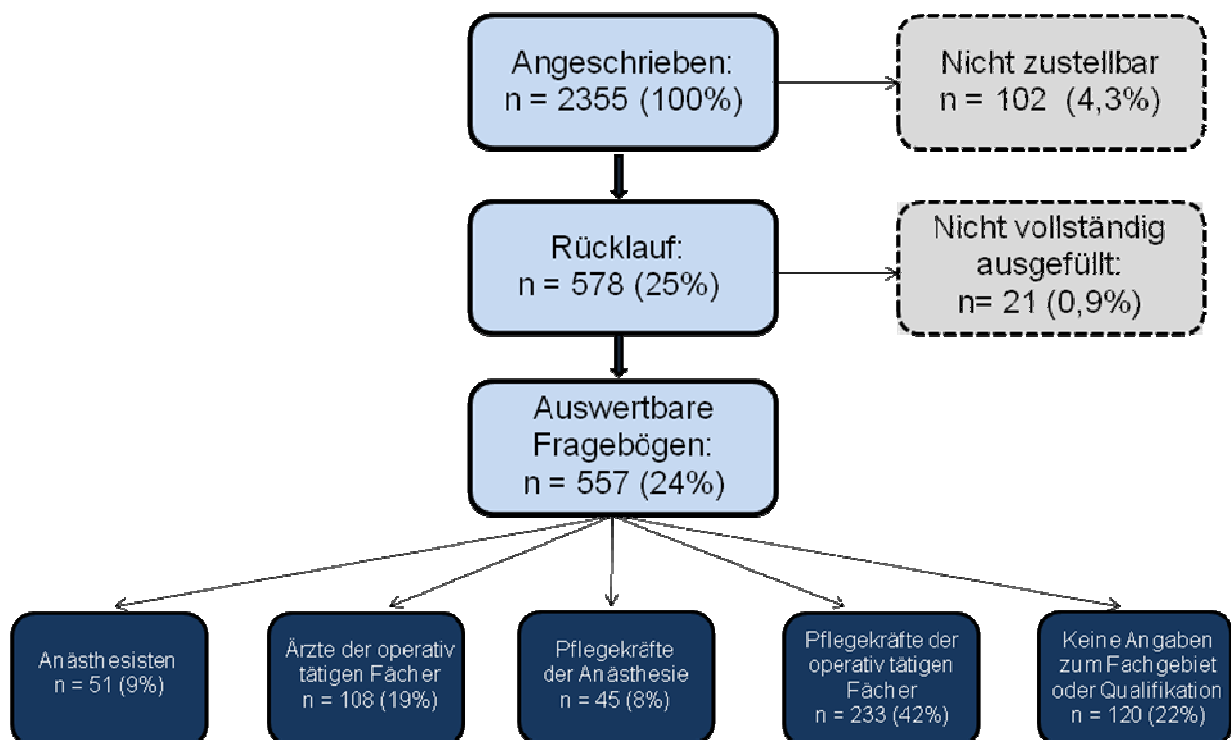 Angeschrieben:
n = 2355 (100%)
Nicht zustellbar
n = 102 (4,3%)
Rücklauf:
n = 578 (25%)
Nicht vollständig
ausgefüllt:
n= 21 (0,9%)
Auswertbare
Fragebögen:
n = 557 (24%)
Anästhesisten
n = 51 (9%)
Ärzte der operativ
tätigen Fächer
n = 108 (19%)
Pflegekräfte
der Anästhesie
n = 45 (8%)
Pflegekräfte der
operativ tätigen
Fächer
n = 233 (42%)
Keine Angaben
zum Fachgebiet
oder Qualifikation
n = 120 (22%)